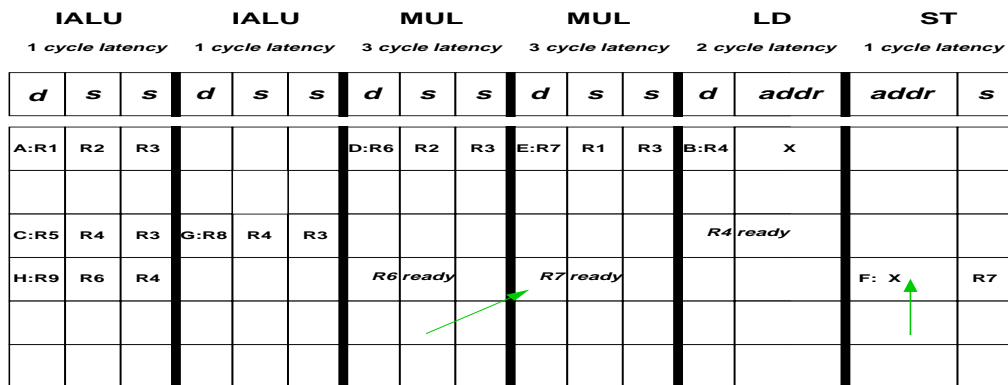 IALU IALU MUL MUL LD ST
1 cycle latency 1 cycle latency 3 cycle latency 3 cycle latency 2 cycle latency 1 cycle latency
d s s d s s d s s d s s d addr addr s
A:R1 R2 R3 D:R6 R2 R3 E:R7 R1 R3 B:R4 X
C:R5 R4 R3 G:R8 R4 R3 R4 ready
H:R9 R6 R4 R6 ready R7 ready F: X R7